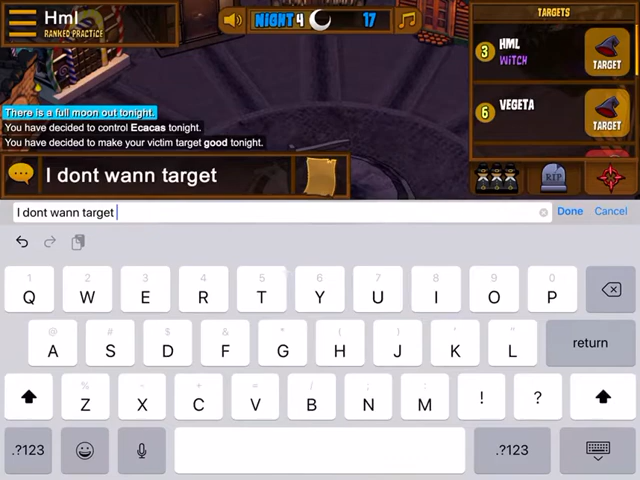 Hml
RANKED PRACTICE
NIGHT 4 17
TARGETS
3 HML
WITCH
TARGET
6 VEGETA
TARGET
There is a full moon out tonight.
You have decided to control Ecacas tonight.
You have decided to make your victim target good tonight.
I dont wann target
RIP
I dont wann target
Done Cancel
1 2 3 4 5 6 7 8 9 0
Q W E R T Y U I O P
@ # $ & * ( ) ' "
A S D F G H J K L return
% - + = / ; :
Z X C V B N M ! ?
.?123 .?123